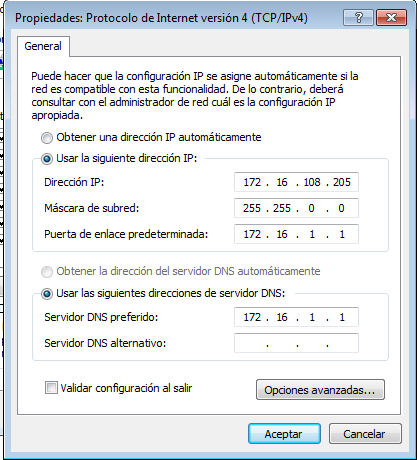 Propiedades: Protocolo de Internet versión 4 (TCP/IPv4)
General
Puede hacer que la configuración IP se asigne automáticamente si la
red es compatible con esta funcionalidad. De lo contrario, deberá
consultar con el administrador de red cuál es la configuración IP
apropiada.
Obtener una dirección IP automáticamente
Usar la siguiente dirección IP:
Dirección IP: 172 . 16 . 108 . 205
Máscara de subred: 255 . 255 . 0 . 0
Puerta de enlace predeterminada: 172 . 16 . 1 . 1
Obtener la dirección del servidor DNS automáticamente
Usar las siguientes direcciones de servidor DNS:
Servidor DNS preferido: 172 . 16 . 1 . 1
Servidor DNS alternativo: . . .
Validar configuración al salir
Opciones avanzadas...
Aceptar
Cancelar